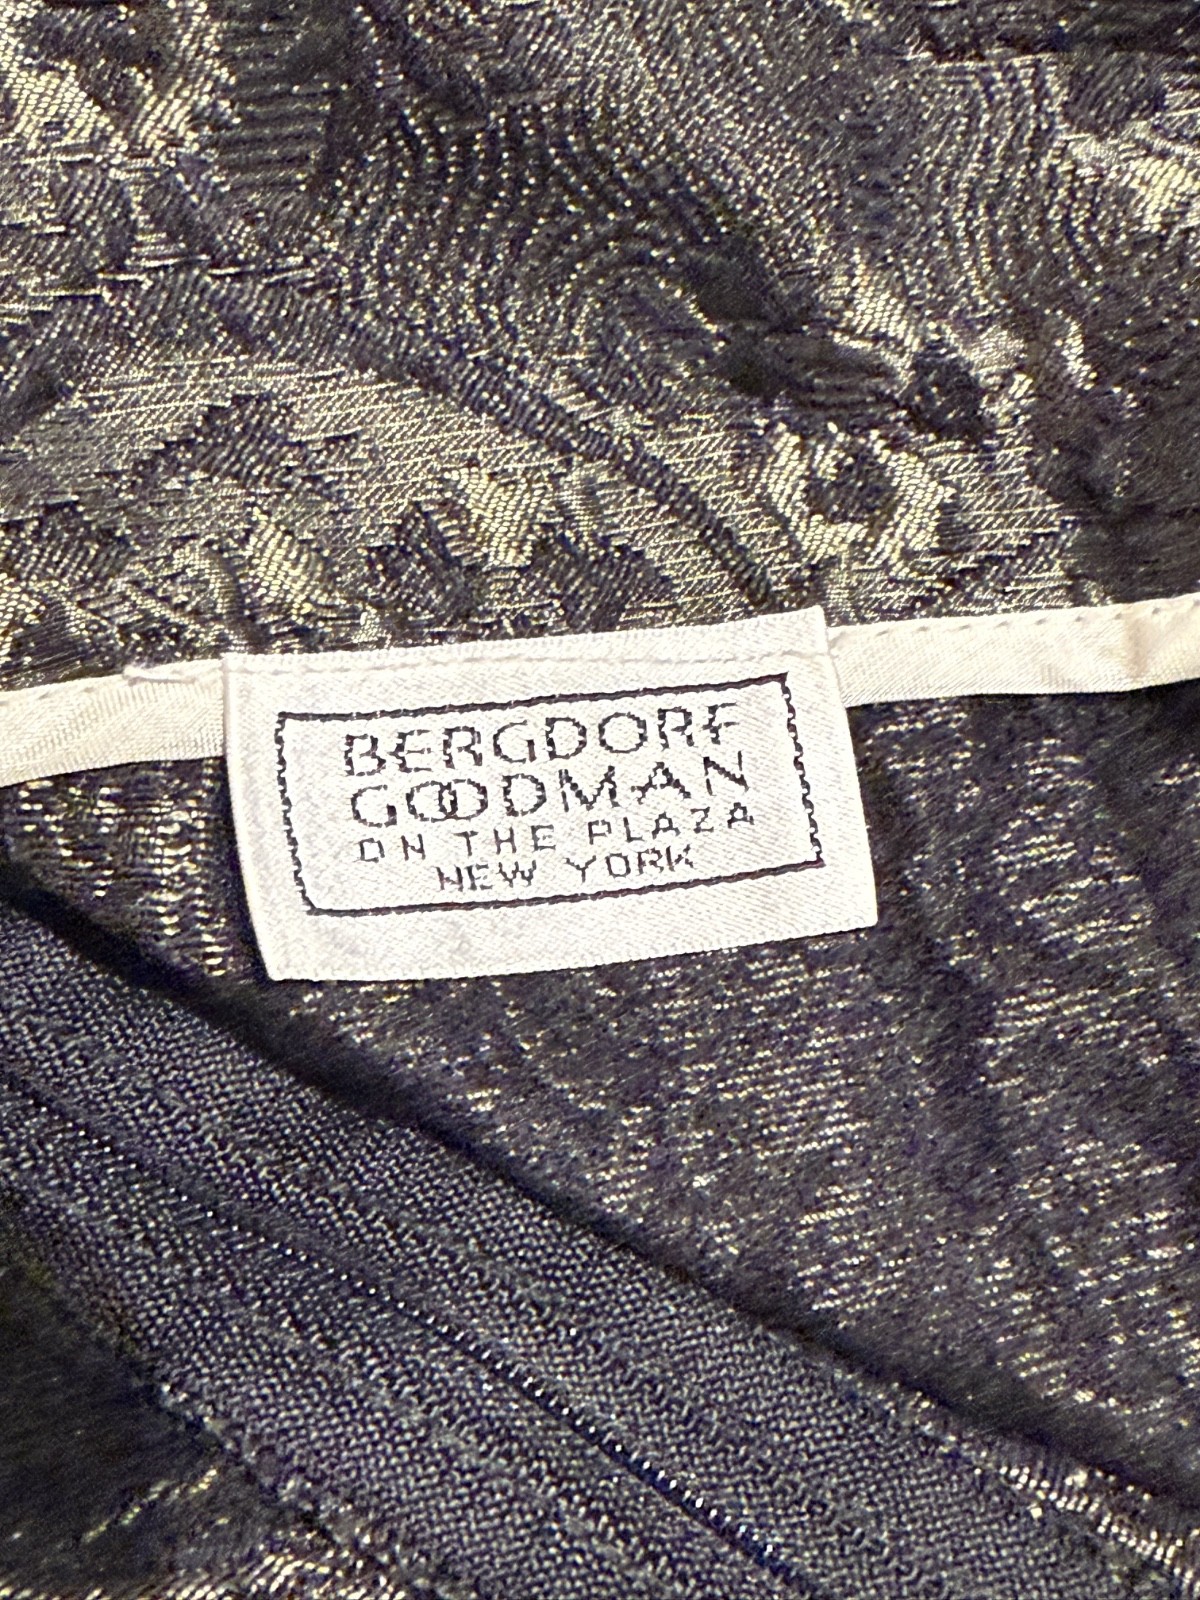 BERGDORF
GOODMAN
ON THE PLAZA
NEW YORK